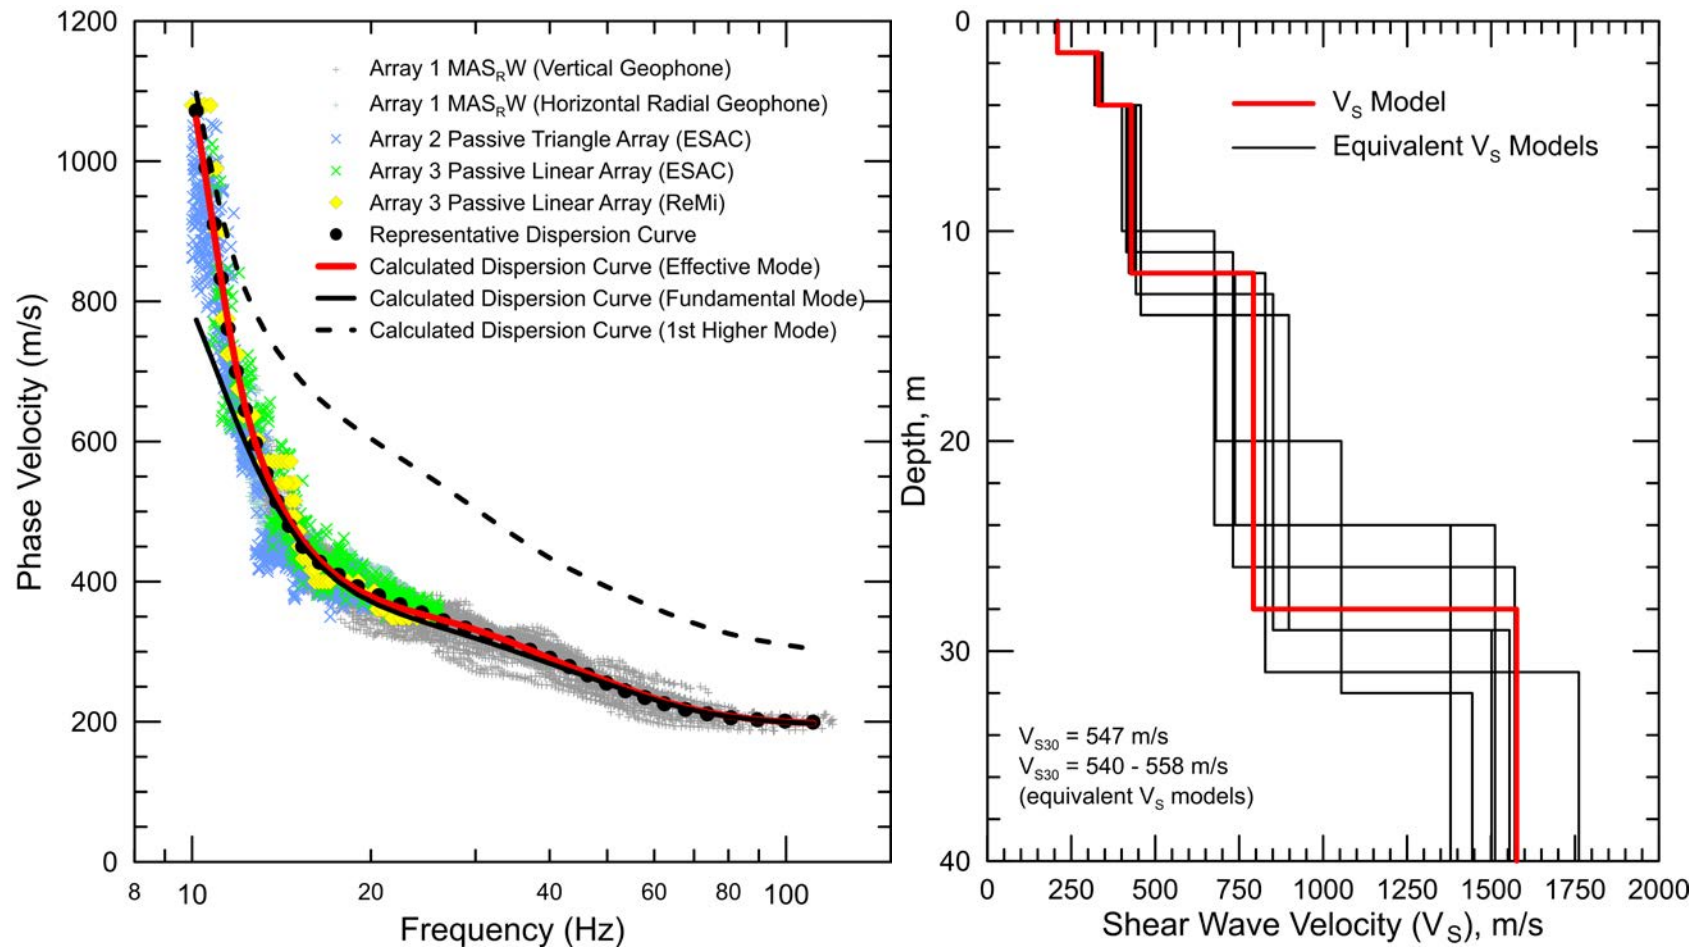 1200
1000
800
600
400
200
0
Phase Velocity (m/s)
8
10
20
40
60
80
100
Frequency (Hz)
Array 1 MASRW (Vertical Geophone)
Array 1 MASRW (Horizontal Radial Geophone)
Array 2 Passive Triangle Array (ESAC)
Array 3 Passive Linear Array (ESAC)
Array 3 Passive Linear Array (ReMi)
Representative Dispersion Curve
Calculated Dispersion Curve (Effective Mode)
Calculated Dispersion Curve (Fundamental Mode)
Calculated Dispersion Curve (1st Higher Mode)
0
10
20
30
40
Depth, m
VS Model
Equivalent VS Models
VS30 = 547 m/s
VS30 = 540 - 558 m/s
(equivalent VS models)
0
250
500
750
1000
1250
1500
1750
2000
Shear Wave Velocity (VS), m/s